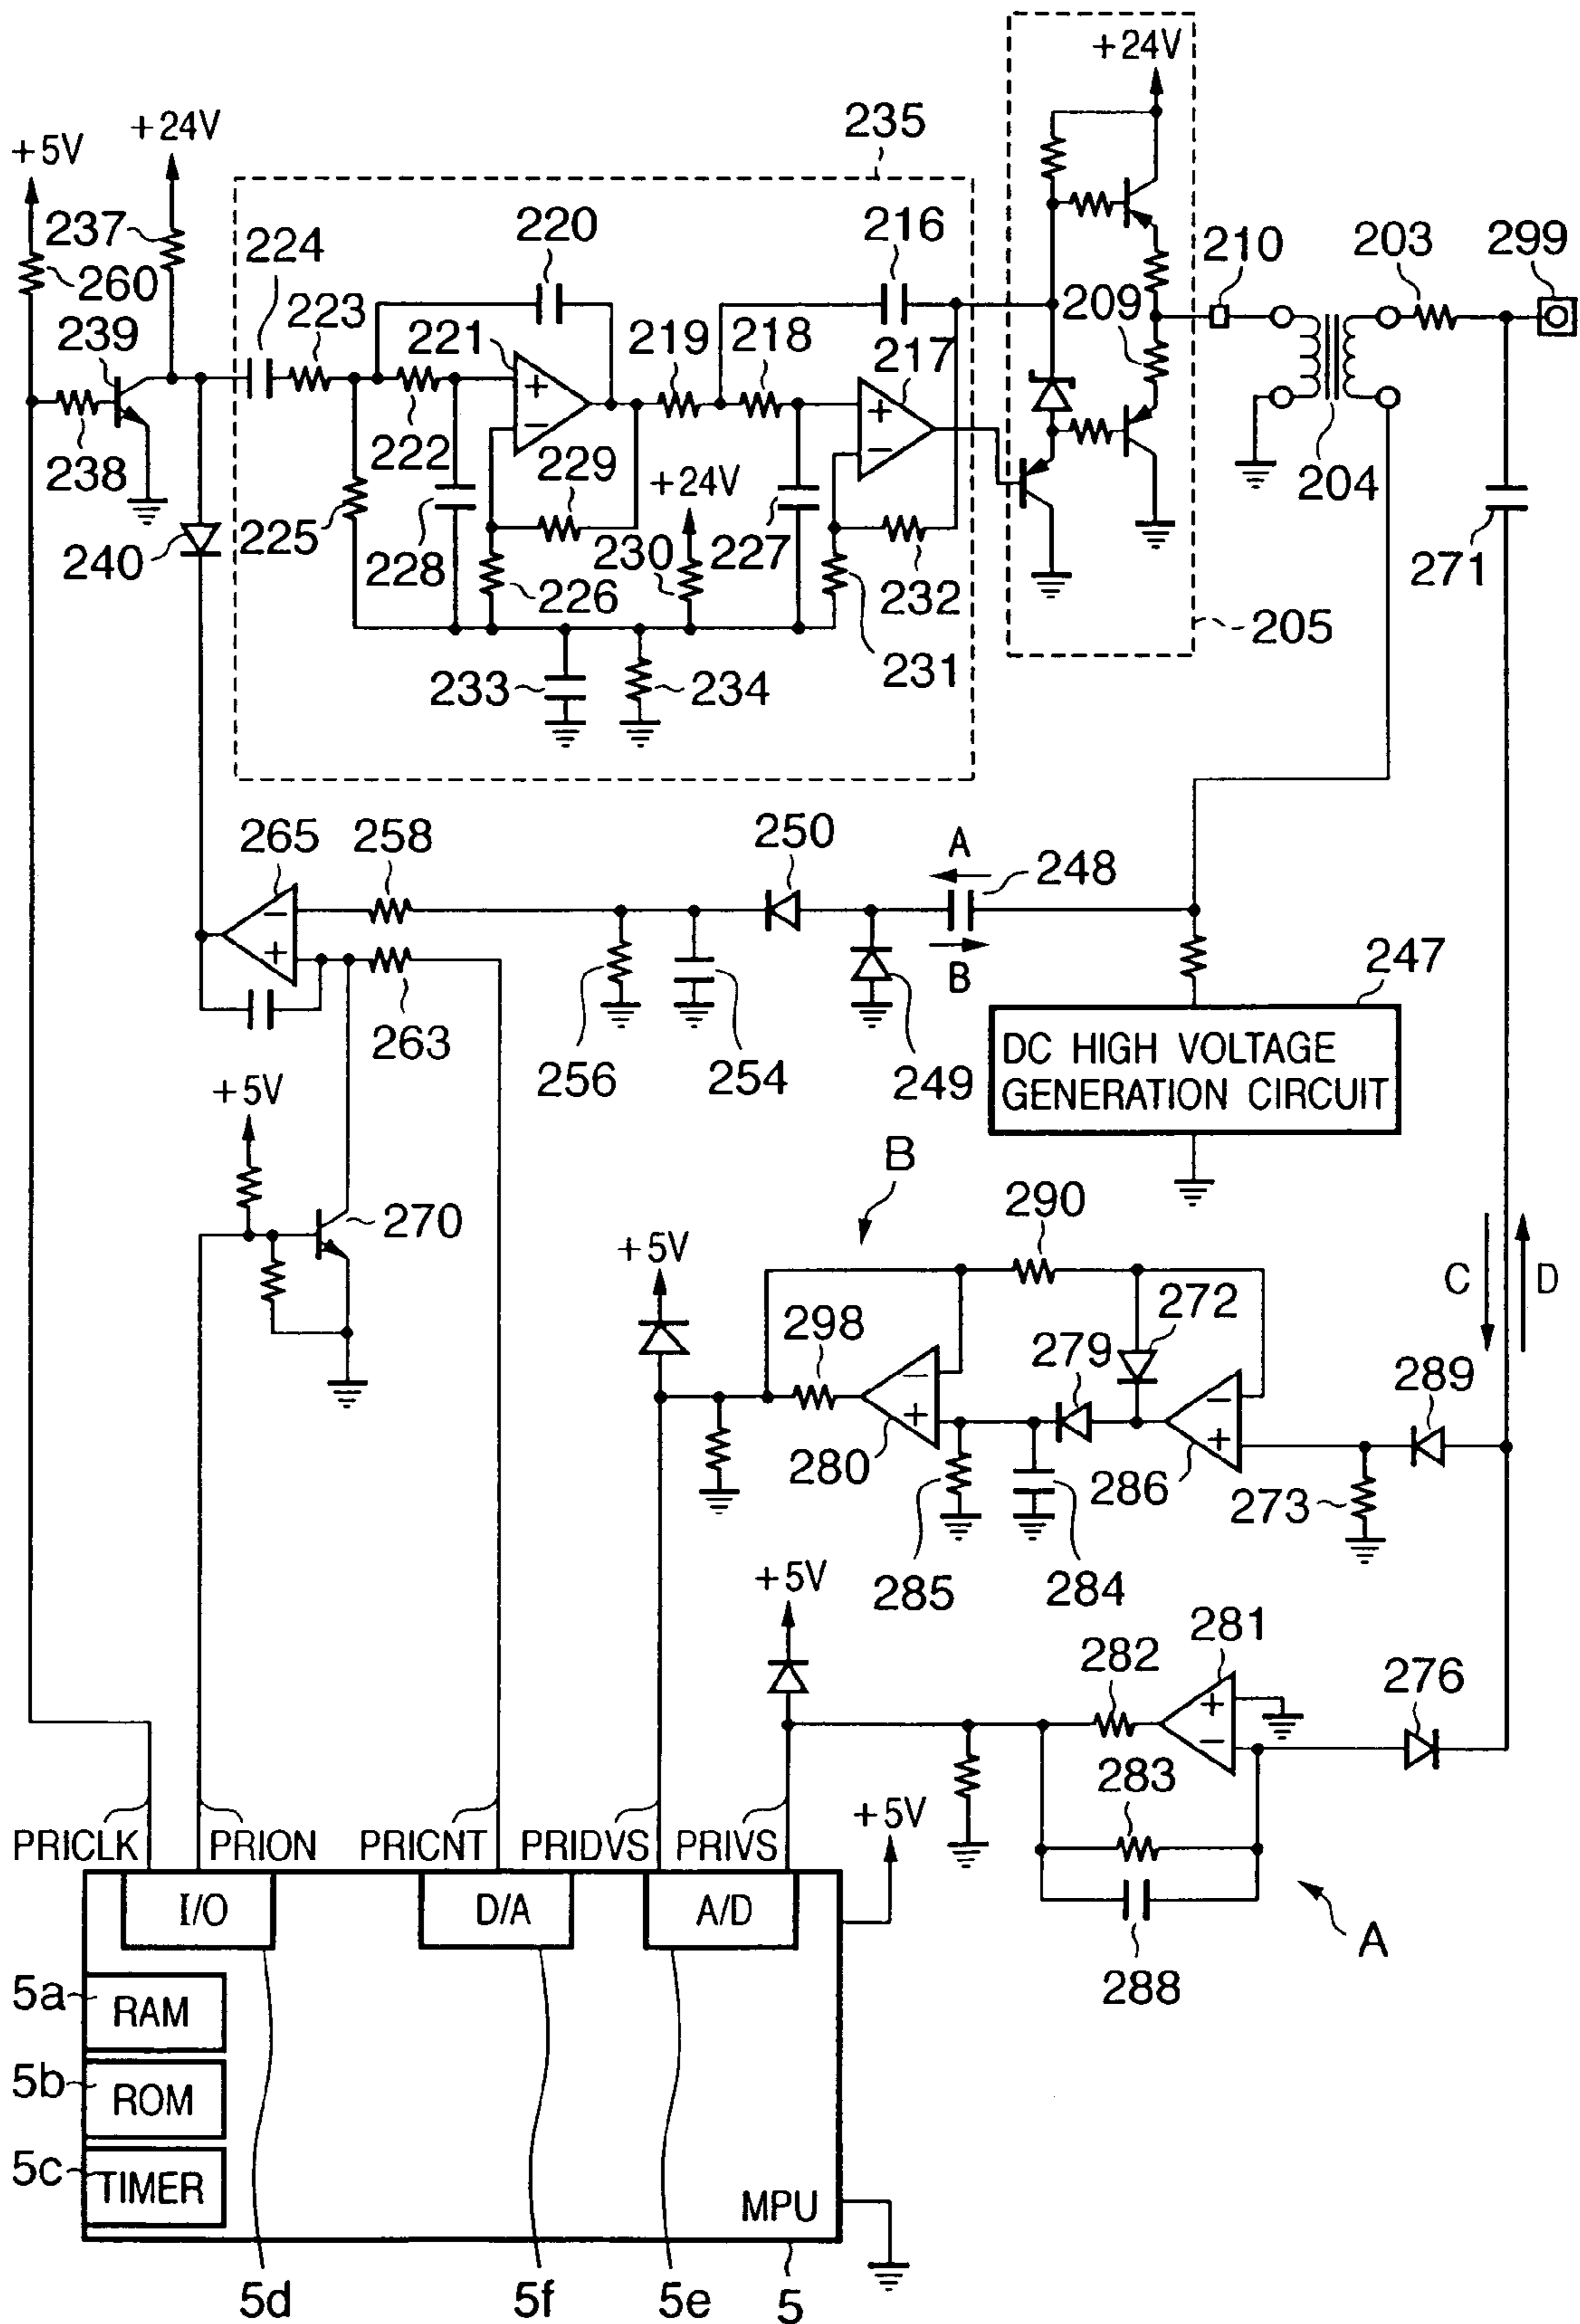 +24V
235
+24V
+5V
237
224
220
216
210
203
299
260
223
239
221
219
218
217
209
+
−
+
−
238
222
229
+24V
204
225
240
228
226
230
227
232
271
205
233
234
231
265
258
250
A
248
−
+
B
247
263
256
254
249
DC HIGH VOLTAGE
GENERATION CIRCUIT
+5V
B
290
270
+5V
C
D
298
272
279
289
−
+
−
+
280
286
273
285
284
+5V
281
282
276
+
−
283
+5V
PRICLK
PRION
PRICNT
PRIDVS
PRIVS
I/O
D/A
A/D
A
288
5a
RAM
5b
ROM
5c
TIMER
MPU
5d
5f
5e
5